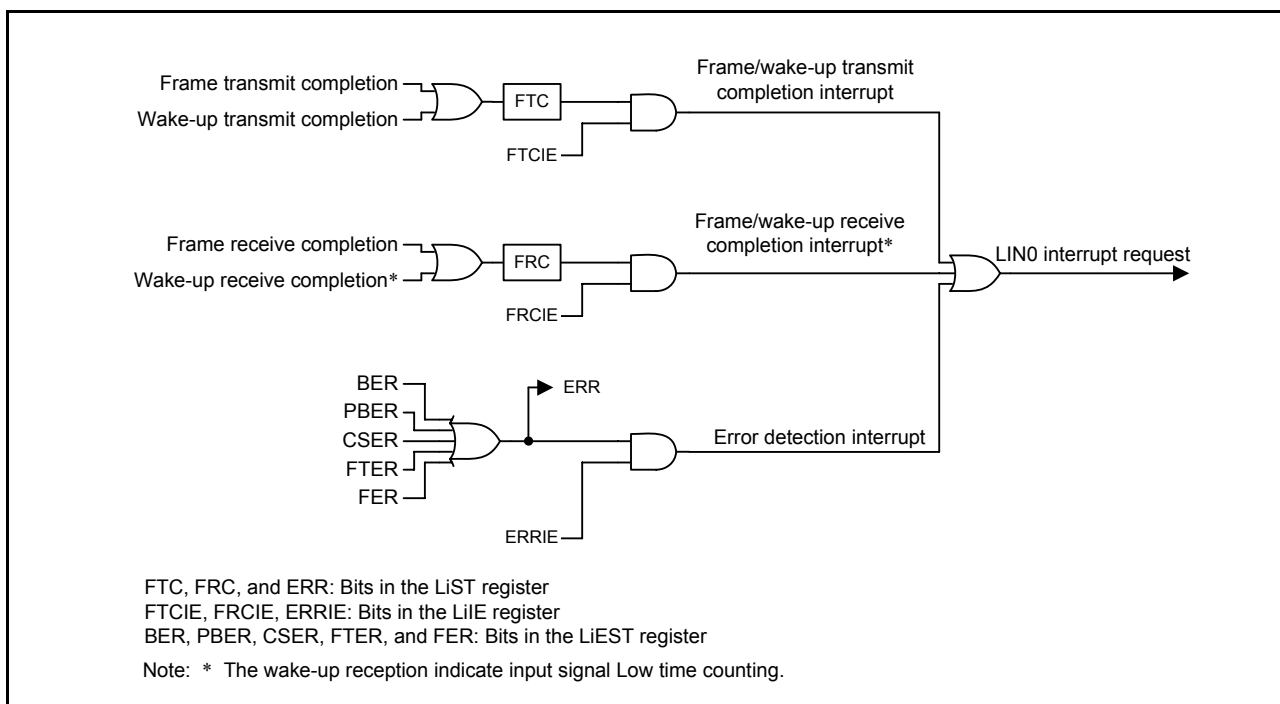 Frame transmit completion
Wake-up transmit completion
FTC
FTCIE
Frame/wake-up transmit
completion interrupt
Frame receive completion
Wake-up receive completion*
FRC
FRCIE
Frame/wake-up receive
completion interrupt*
LIN0 interrupt request
BER
PBER
CSER
FTER
FER
ERR
ERRIE
Error detection interrupt
FTC, FRC, and ERR: Bits in the LiST register
FTCIE, FRCIE, ERRIE: Bits in the LiIE register
BER, PBER, CSER, FTER, and FER: Bits in the LiEST register
Note: * The wake-up reception indicate input signal Low time counting.